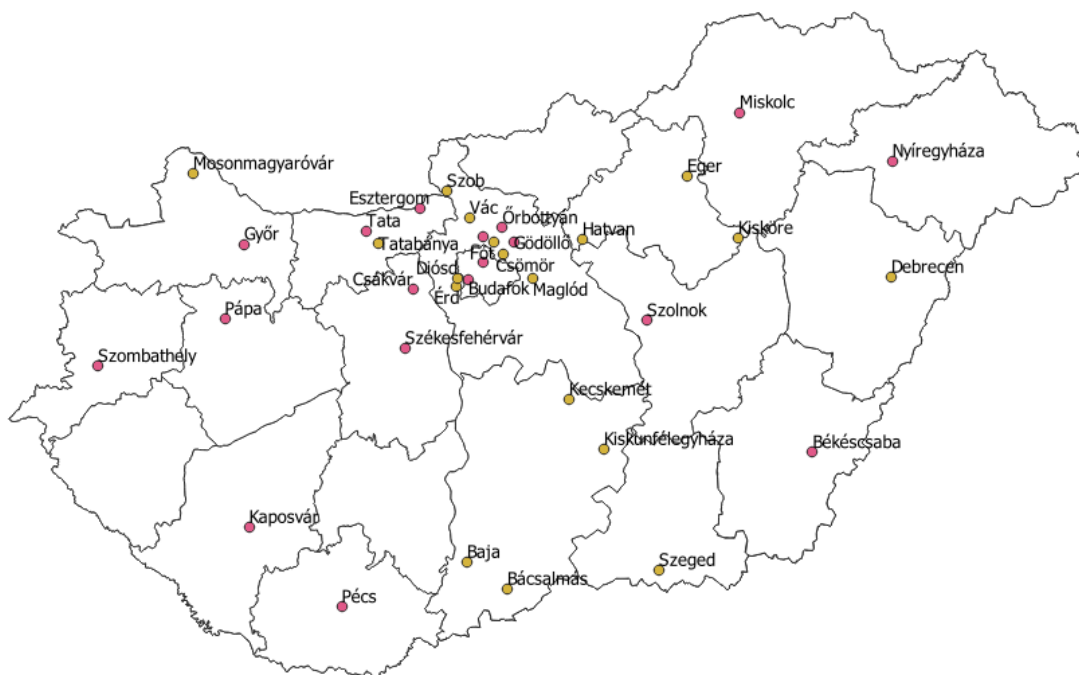 Miskolc
Nyíregyháza
Mosonmagyaróvár
Eger
Szob
Esztergom
Vác
Őrbottyán
Tata
Hatvan
Kisköre
Győr
Tatabánya
Gödöllő
Fót
Csömör
Debrecen
Diósd
Csákvár
Budafok
Maglód
Érd
Pápa
Szolnok
Székesfehérvár
Szombathely
Kecskemét
Kiskunfélegyháza
Békéscsaba
Kaposvár
Baja
Szeged
Bácsalmás
Pécs